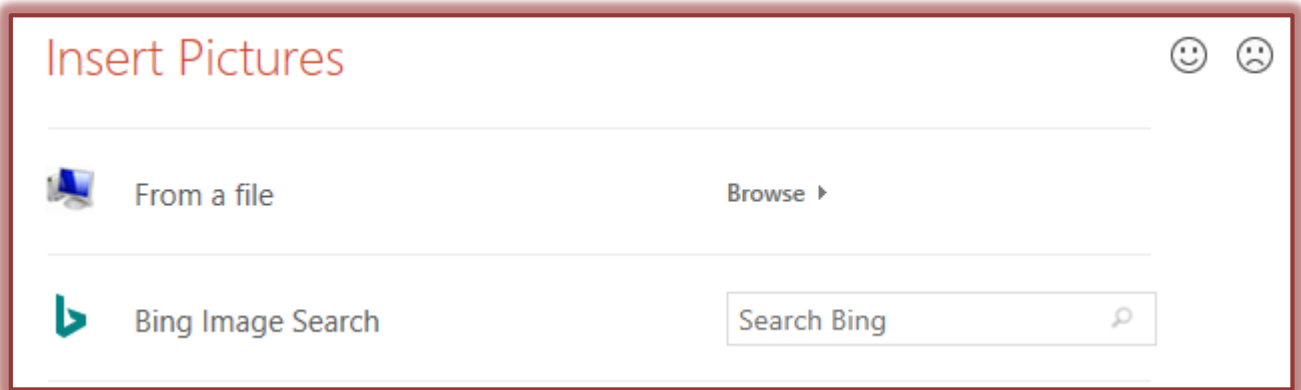 Insert Pictures
From a file
Browse
Bing Image Search
Search Bing